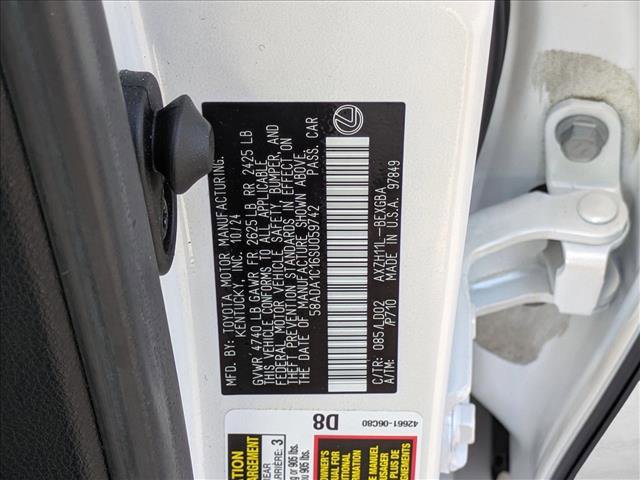 MFD. BY: TOYOTA MOTOR MANUFACTURING,
KENTUCKY, INC. 10/24
GVWR 4740 LB GAWR FR 2625 LB RR 2425 LB
THIS VEHICLE CONFORMS TO ALL APPLICABLE
FEDERAL MOTOR VEHICLE SAFETY, BUMPER, AND
THEFT PREVENTION STANDARDS IN EFFECT ON
THE DATE OF MANUFACTURE SHOWN ABOVE.
58ADA1C16SU059742 PASS. CAR
C/TR: 085/LD02 AXZH11L-BEXGBA
A/TM: /P710 MADE IN U.S.A. 97849
D8 42661-06C80
ARRIÈRE: 3